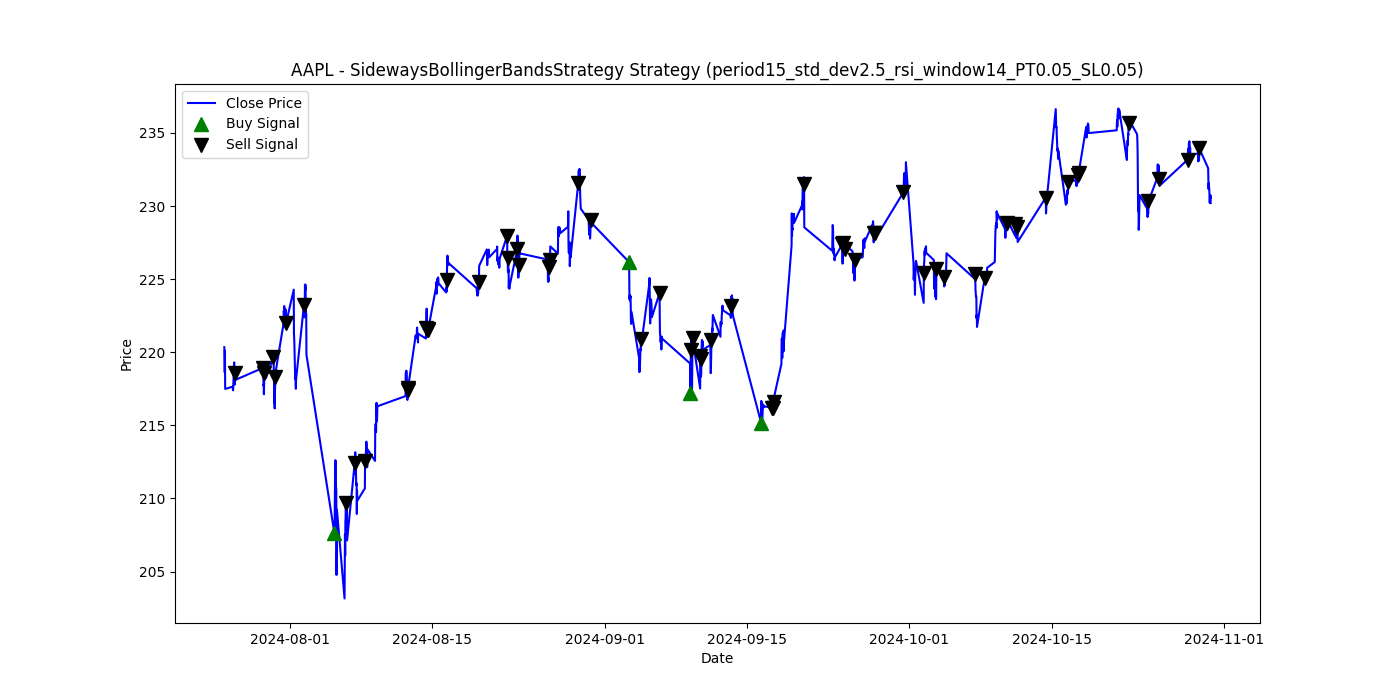 AAPL - SidewaysBollingerBandsStrategy Strategy (period15_std_dev2.5_rsi_window14_PT0.05_SL0.05)
Close Price
Buy Signal
Sell Signal
235
230
225
220
215
210
205
Price
2024-08-01 2024-08-15 2024-09-01 2024-09-15 2024-10-01 2024-10-15 2024-11-01
Date